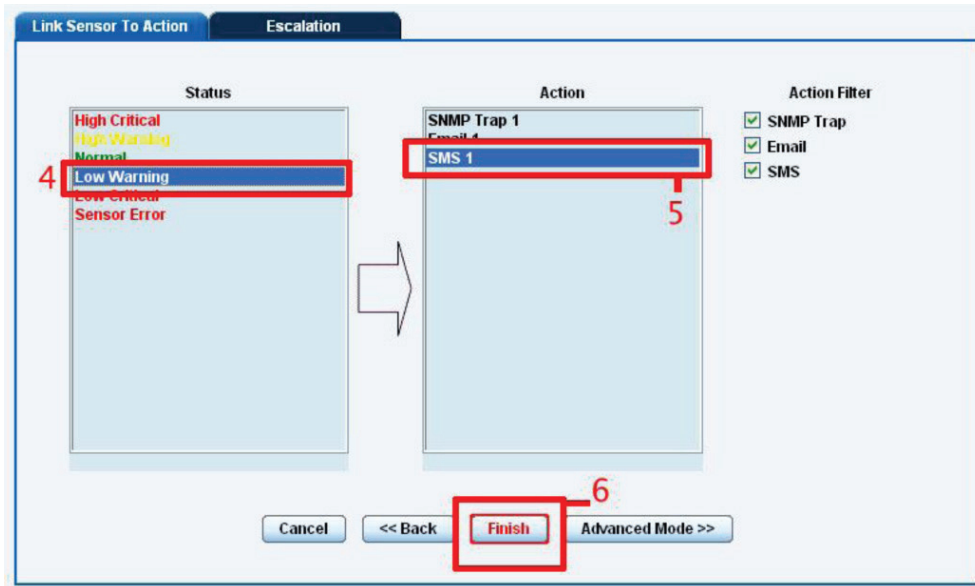 Link Sensor To Action
Escalation
Status
Action
Action Filter
High Critical
High Warning
Normal
4
Low Warning
Low Critical
Sensor Error
SNMP Trap 1
Email 1
SMS 1
5
SNMP Trap
Email
SMS
6
Cancel
<< Back
Finish
Advanced Mode >>